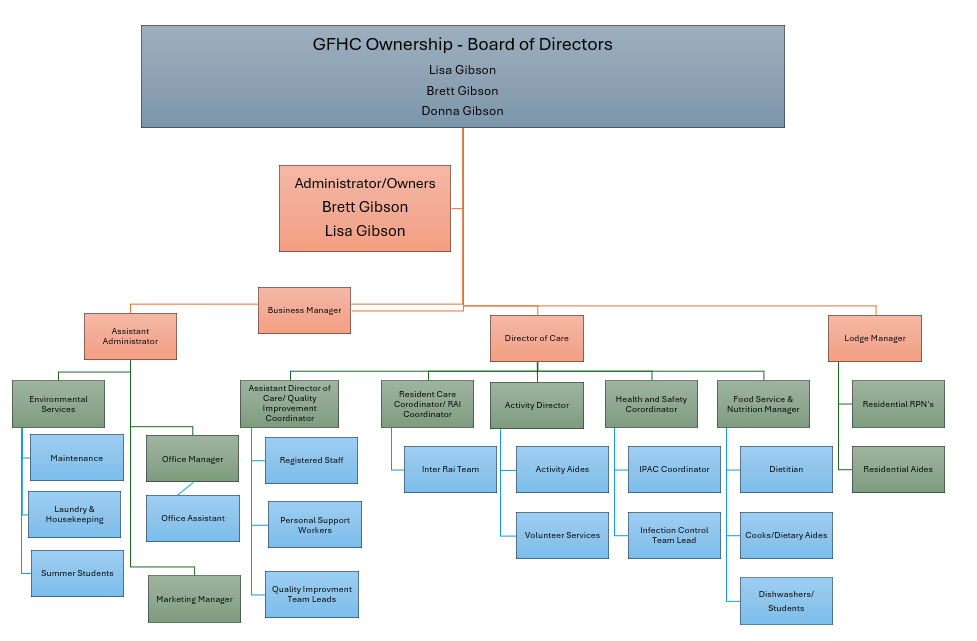 GFHC Ownership - Board of Directors
Lisa Gibson
Brett Gibson
Donna Gibson
Administrator/Owners
Brett Gibson
Lisa Gibson
Business Manager
Assistant
Administrator
Director of Care
Lodge Manager
Environmental
Services
Assistant Director of
Care/ Quality
Improvement
Coordinator
Resident Care
Corodinator/ RAI
Coordinator
Activity Director
Health and Safety
Corordinator
Food Service &
Nutrition Manager
Residential RPN's
Maintenance
Office Manager
Registered Staff
Inter Rai Team
Activity Aides
IPAC Coordinator
Dietitian
Residential Aides
Laundry &
Housekeeping
Office Assistant
Personal Support
Workers
Volunteer Services
Infection Control
Team Lead
Cooks/Dietary Aides
Summer Students
Marketing Manager
Quality Improvment
Team Leads
Dishwashers/
Students